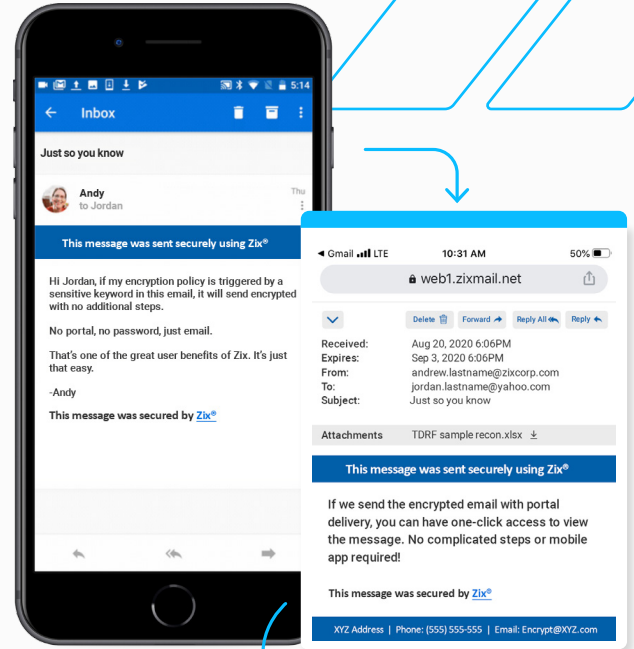 5:14
Inbox
Just so you know
Andy
to Jordan
Thu
This message was sent securely using Zix®
Hi Jordan, if my encryption policy is triggered by a
sensitive keyword in this email, it will send encrypted
with no additional steps.
No portal, no password, just email.
That's one of the great user benefits of Zix. It's just
that easy.
-Andy
This message was secured by Zix®
Gmail LTE 10:31 AM 50%
web1.zixmail.net
Delete Forward Reply All Reply
Received: Aug 20, 2020 6:06PM
Expires: Sep 3, 2020 6:06PM
From: andrew.lastname@zixcorp.com
To: jordan.lastname@yahoo.com
Subject: Just so you know
Attachments TDRF sample recon.xlsx
This message was sent securely using Zix®
If we send the encrypted email with portal
delivery, you can have one-click access to view
the message. No complicated steps or mobile
app required!
This message was secured by Zix®
XYZ Address | Phone: (555) 555-555 | Email: Encrypt@XYZ.com